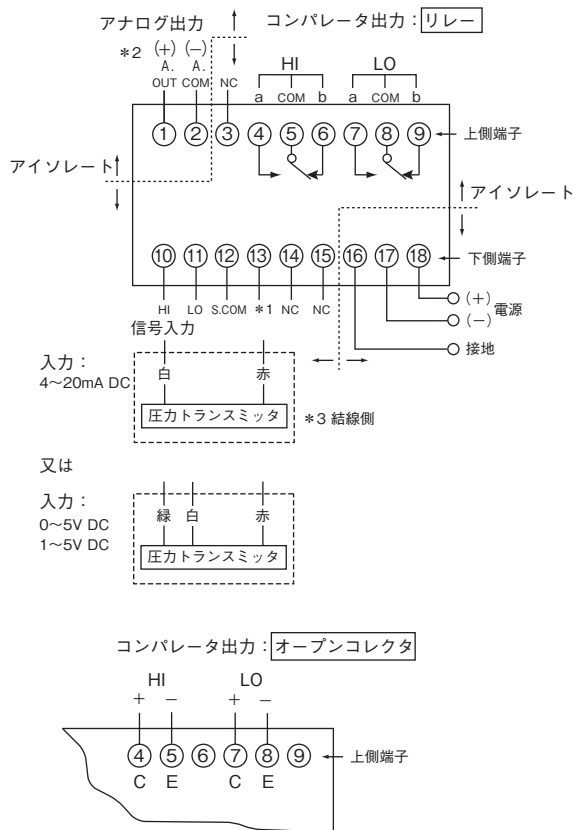 アナログ出力
コンパレータ出力：リレー
*2 (+) (−)
A. A.
OUT COM NC
HI LO
a COM b a COM b
① ② ③ ④ ⑤ ⑥ ⑦ ⑧ ⑨ 上側端子
アイソレート
アイソレート
⑩ ⑪ ⑫ ⑬ ⑭ ⑮ ⑯ ⑰ ⑱ 下側端子
HI LO S.COM *1 NC NC
(+) 電源
(−)
接地
信号入力
入力：
4〜20mA DC
白 赤
圧力トランスミッタ
*3 結線側
又は
入力：
0〜5V DC
1〜5V DC
緑 白 赤
圧力トランスミッタ
コンパレータ出力：オープンコレクタ
HI LO
+ − + −
④ ⑤ ⑥ ⑦ ⑧ ⑨ 上側端子
C E C E